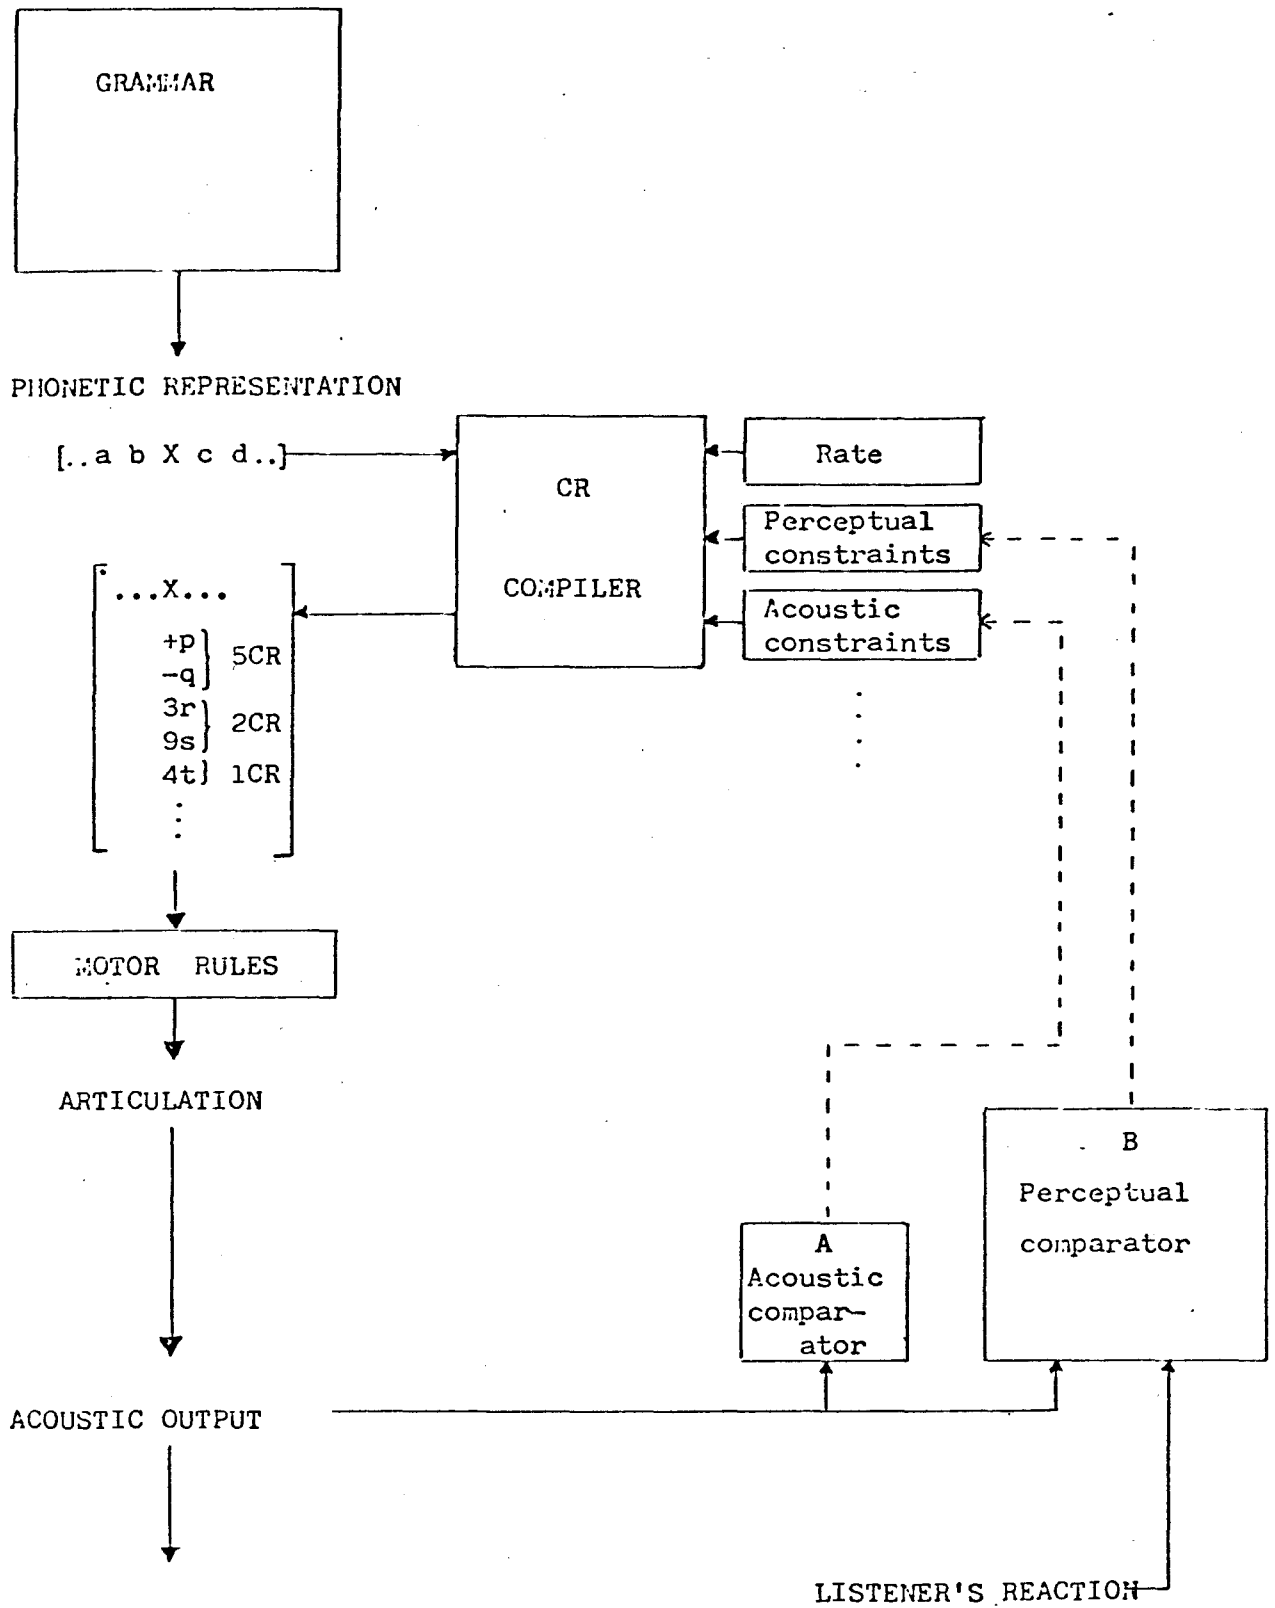 GRAMMAR
PHONETIC REPRESENTATION
[..a b X c d..]
CR
COMPILER
Rate
Perceptual
constraints
Acoustic
constraints
...X...
+p
-q} 5CR
3r
9s} 2CR
4t} 1CR
MOTOR RULES
ARTICULATION
B
Perceptual
comparator
A
Acoustic
compar-
ator
ACOUSTIC OUTPUT
LISTENER'S REACTION